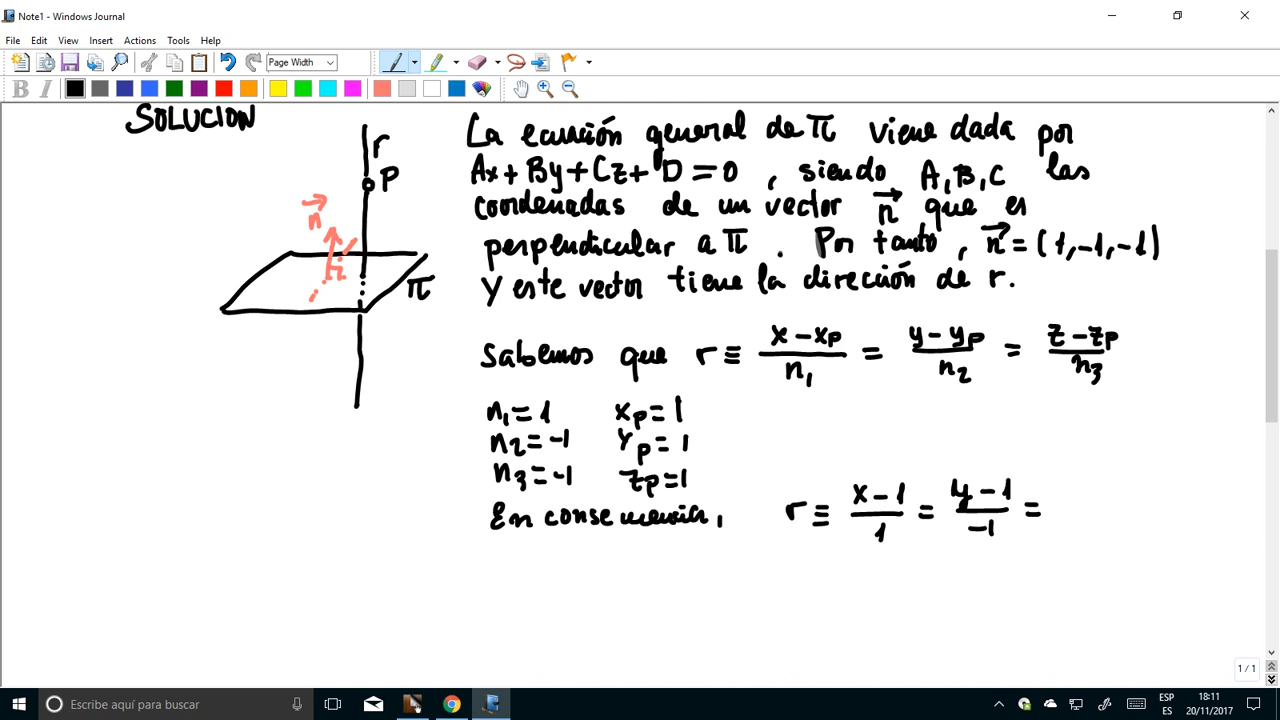 Note1 - Windows Journal
File Edit View Insert Actions Tools Help
Page Width
B I
SOLUCION
r
P
n⃗
π
La ecuación general de π viene dada por
Ax+By+Cz+D=0, siendo A,B,C las
coordenadas de un vector n⃗ que es
perpendicular a π. Por tanto, n⃗=(1,-1,-1)
y este vector tiene la dirección de r.
Sabemos que r ≡ (x-xp)/n₁ = (y-yp)/n₂ = (z-zp)/n₃
n₁=1 xp=1
n₂=-1 Yp=1
n₃=-1 zp=1
En consecuencia, r ≡ (x-1)/1 = (y-1)/-1 =
1 / 1
Escribe aquí para buscar
ESP 18:11
ES 20/11/2017